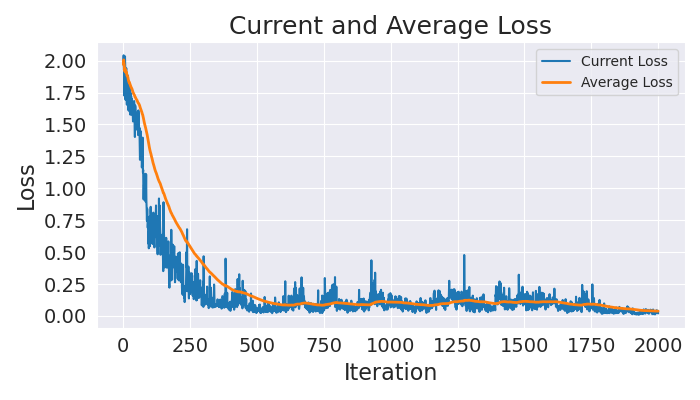 Current and Average Loss
Current Loss
Average Loss
2.00
1.75
1.50
1.25
1.00
0.75
0.50
0.25
0.00
Loss
0 250 500 750 1000 1250 1500 1750 2000
Iteration